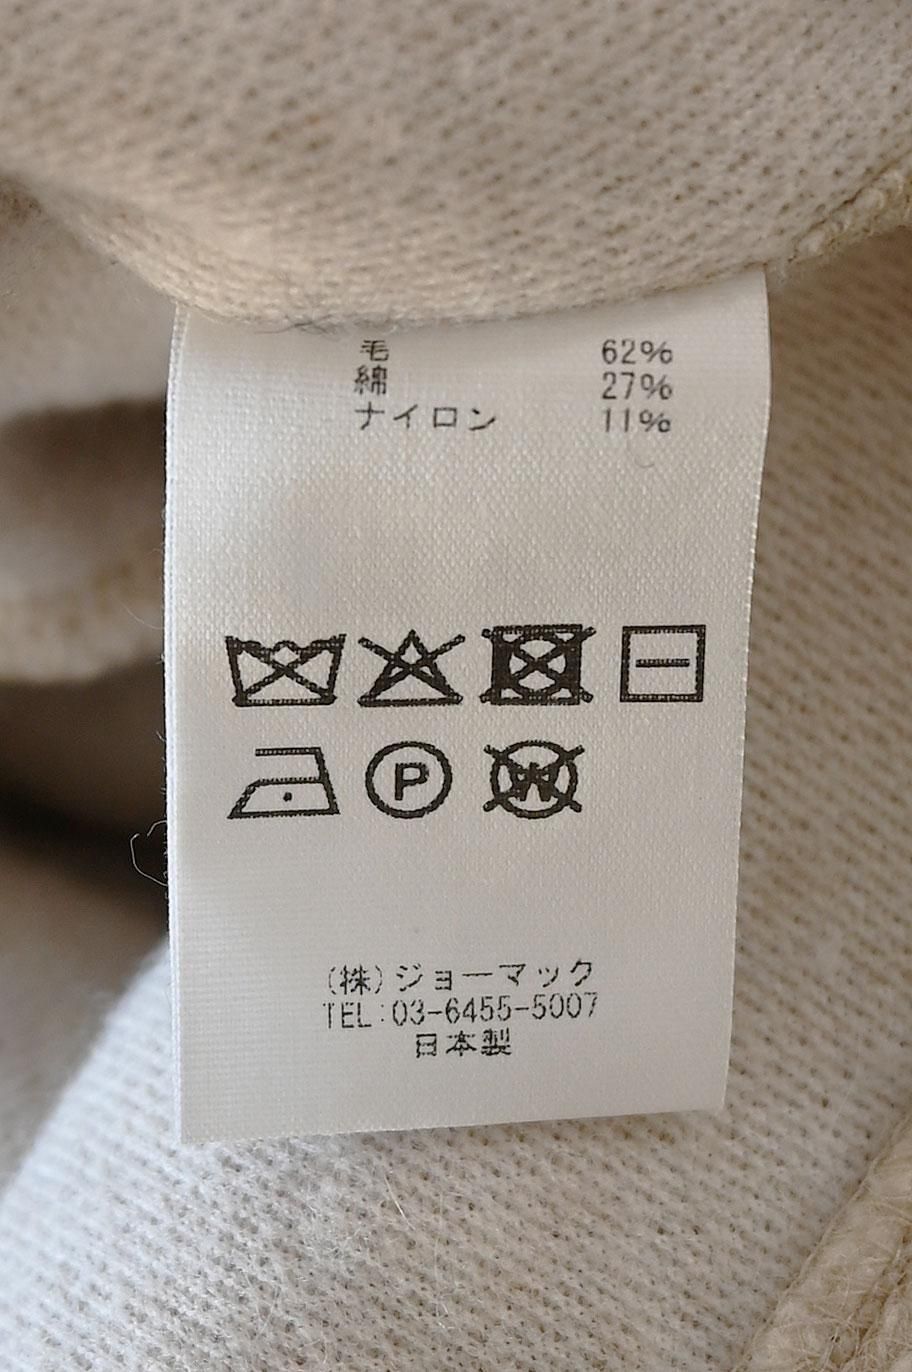 毛 62%
綿 27%
ナイロン 11%
P
W
(株)ジョーマック
TEL:03-6455-5007
日本製